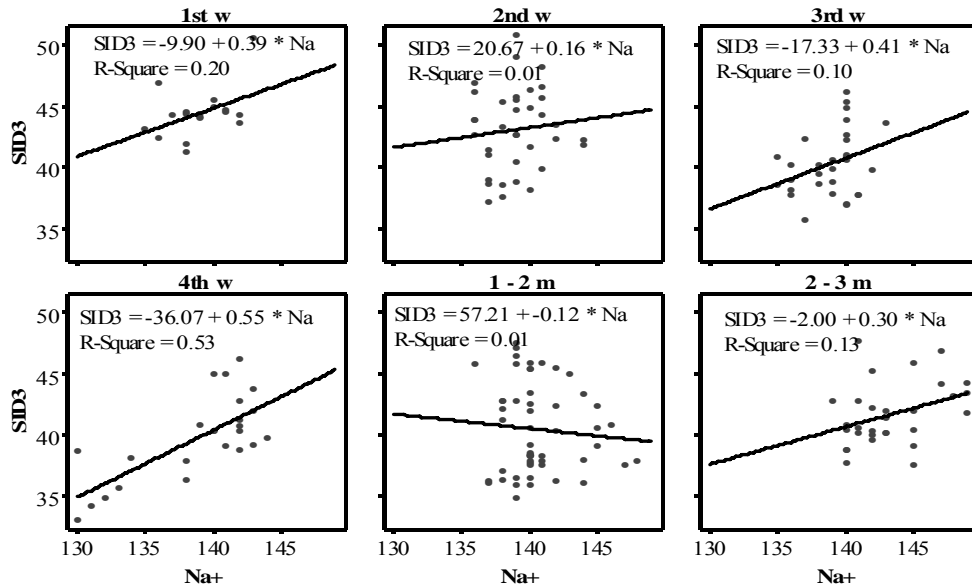 1st w
SID3 = -9.90 + 0.39 * Na
R-Square = 0.20
2nd w
SID3 = 20.67 + 0.16 * Na
R-Square = 0.01
3rd w
SID3 = -17.33 + 0.41 * Na
R-Square = 0.10
50
45
40
35
SID3
4th w
SID3 = -36.07 + 0.55 * Na
R-Square = 0.53
1 - 2 m
SID3 = 57.21 + -0.12 * Na
R-Square = 0.01
2 - 3 m
SID3 = -2.00 + 0.30 * Na
R-Square = 0.13
50
45
40
35
SID3
130 135 140 145
130 135 140 145
130 135 140 145
Na+
Na+
Na+